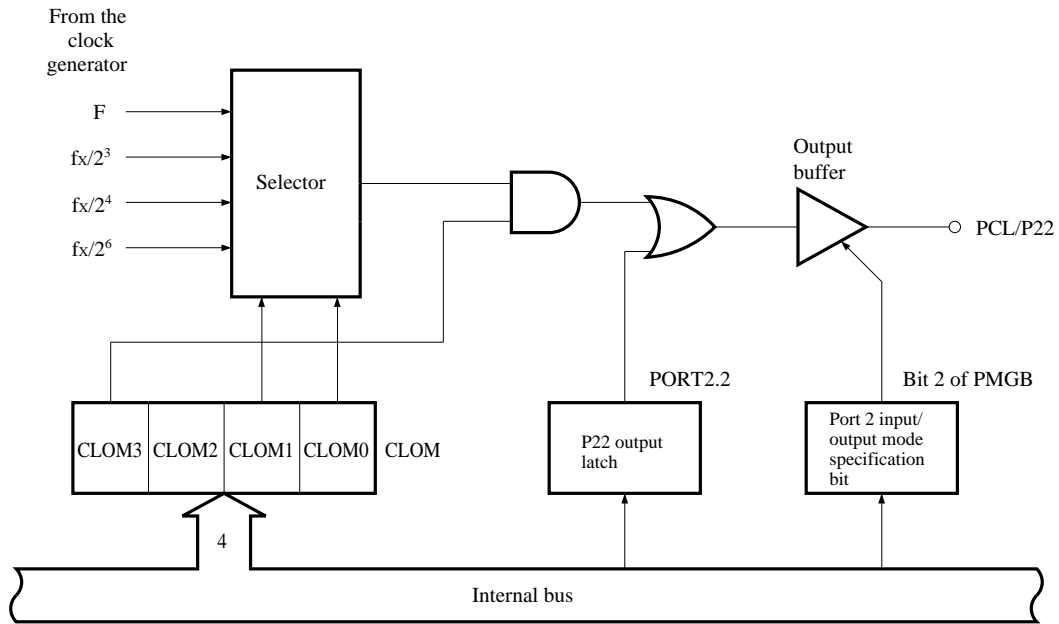 From the
clock
generator
F
fx/2³
fx/2⁴
fx/2⁶
Selector
Output
buffer
PCL/P22
PORT2.2
Bit 2 of PMGB
CLOM3 CLOM2 CLOM1 CLOM0 CLOM
P22 output
latch
Port 2 input/
output mode
specification
bit
4
Internal bus